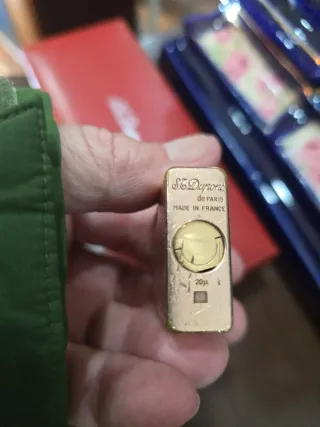 S.T. Dupont
de PARIS
MADE IN FRANCE
20µ